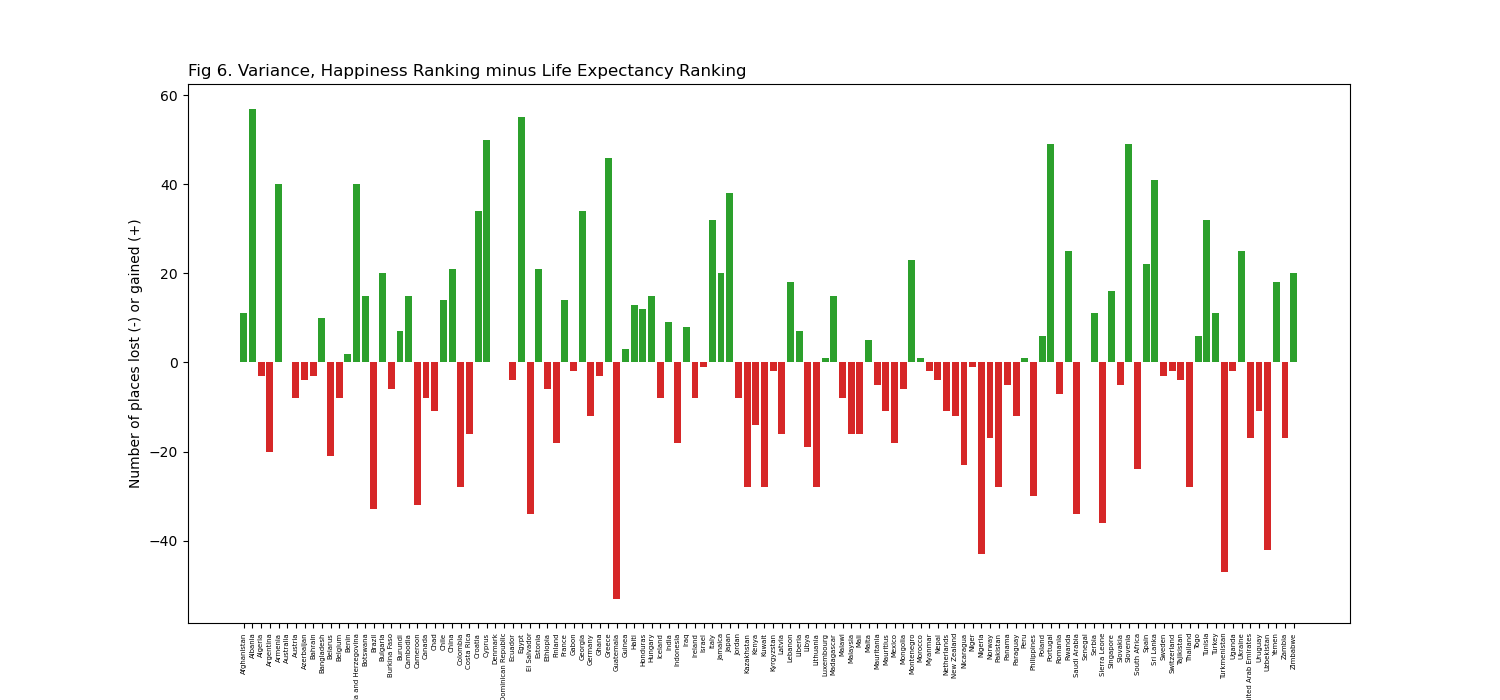 Fig 6. Variance, Happiness Ranking minus Life Expectancy Ranking
Number of places lost (-) or gained (+)
60
40
20
0
−20
−40
Afghanistan
Albania
Algeria
Argentina
Armenia
Australia
Austria
Azerbaijan
Bahrain
Bangladesh
Belarus
Belgium
Benin
a and Herzegovina
Botswana
Brazil
Bulgaria
Burkina Faso
Burundi
Cambodia
Cameroon
Canada
Chad
Chile
China
Colombia
Costa Rica
Croatia
Cyprus
Denmark
Dominican Republic
Ecuador
Egypt
El Salvador
Estonia
Ethiopia
Finland
France
Gabon
Georgia
Germany
Ghana
Greece
Guatemala
Guinea
Haiti
Honduras
Hungary
Iceland
India
Indonesia
Iraq
Ireland
Israel
Italy
Jamaica
Japan
Jordan
Kazakhstan
Kenya
Kuwait
Kyrgyzstan
Latvia
Lebanon
Liberia
Libya
Lithuania
Luxembourg
Madagascar
Malawi
Malaysia
Mali
Malta
Mauritania
Mauritius
Mexico
Mongolia
Montenegro
Morocco
Myanmar
Nepal
Netherlands
New Zealand
Nicaragua
Niger
Nigeria
Norway
Pakistan
Panama
Paraguay
Peru
Philippines
Poland
Portugal
Romania
Rwanda
Saudi Arabia
Senegal
Serbia
Sierra Leone
Singapore
Slovakia
Slovenia
South Africa
Spain
Sri Lanka
Sweden
Switzerland
Tajikistan
Thailand
Togo
Tunisia
Turkey
Turkmenistan
Uganda
Ukraine
ited Arab Emirates
Uruguay
Uzbekistan
Yemen
Zambia
Zimbabwe